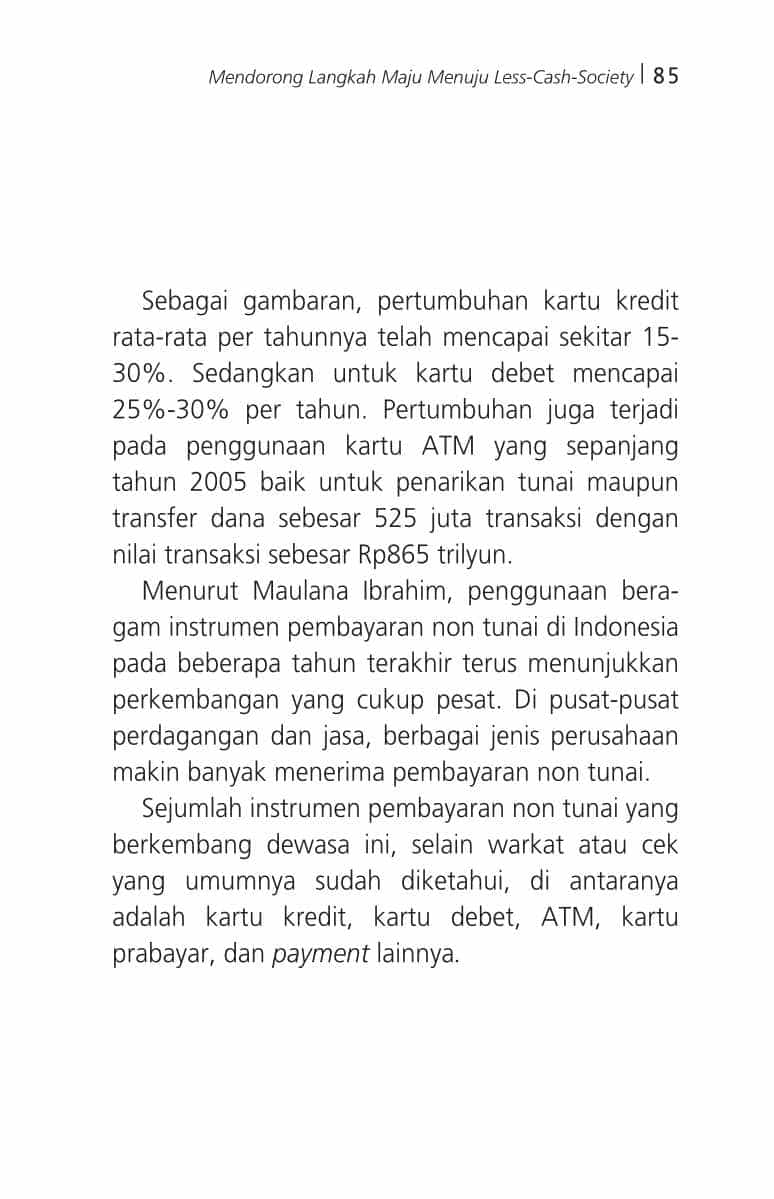 Mendorong Langkah Maju Menuju Less-Cash-Society | 85
Sebagai gambaran, pertumbuhan kartu kredit
rata-rata per tahunnya telah mencapai sekitar 15-
30%. Sedangkan untuk kartu debet mencapai
25%-30% per tahun. Pertumbuhan juga terjadi
pada penggunaan kartu ATM yang sepanjang
tahun 2005 baik untuk penarikan tunai maupun
transfer dana sebesar 525 juta transaksi dengan
nilai transaksi sebesar Rp865 trilyun.
Menurut Maulana Ibrahim, penggunaan bera-
gam instrumen pembayaran non tunai di Indonesia
pada beberapa tahun terakhir terus menunjukkan
perkembangan yang cukup pesat. Di pusat-pusat
perdagangan dan jasa, berbagai jenis perusahaan
makin banyak menerima pembayaran non tunai.
Sejumlah instrumen pembayaran non tunai yang
berkembang dewasa ini, selain warkat atau cek
yang umumnya sudah diketahui, di antaranya
adalah kartu kredit, kartu debet, ATM, kartu
prabayar, dan payment lainnya.